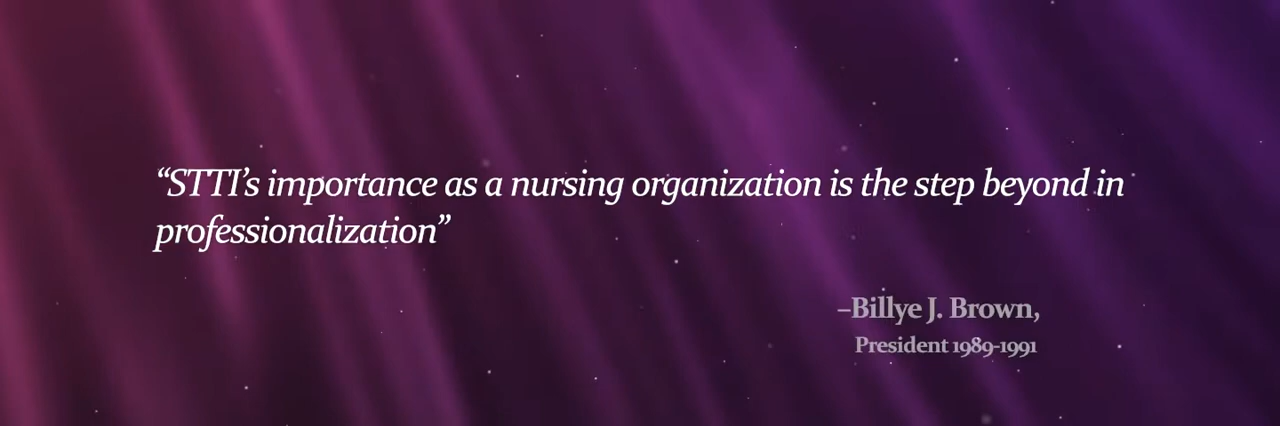 “STTI’s importance as a nursing organization is the step beyond in
professionalization”
–Billye J. Brown,
President 1989-1991